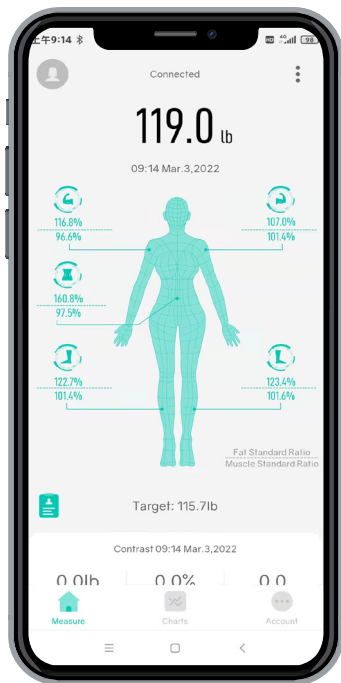 上午9:14 HD 4G 98
Connected
119.0 lb
09:14 Mar.3,2022
116.8% 107.0%
96.6% 101.4%
160.8%
97.5%
122.7% 123.4%
101.4% 101.6%
Fat Standard Ratio
Muscle Standard Ratio
Target: 115.7lb
Contrast 09:14 Mar.3,2022
0.0lb 0.0% 0.0
Measure Charts Account